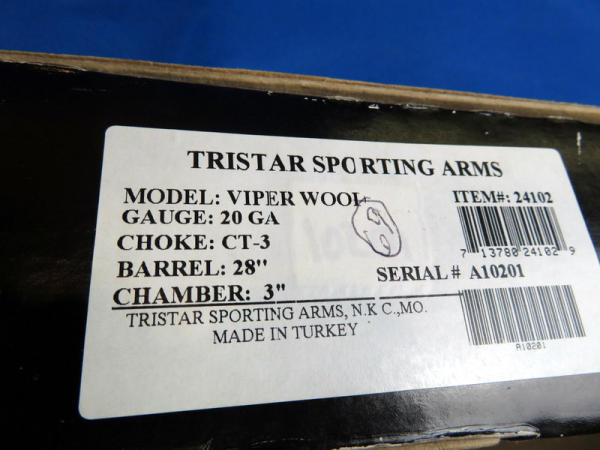 TRISTAR SPORTING ARMS
MODEL: VIPER WOOD
ITEM#: 24102
GAUGE: 20 GA
CHOKE: CT-3
7 13780 24102 9
BARREL: 28"
SERIAL # A10201
CHAMBER: 3"
TRISTAR SPORTING ARMS, N.K C.,MO.
MADE IN TURKEY
A10201